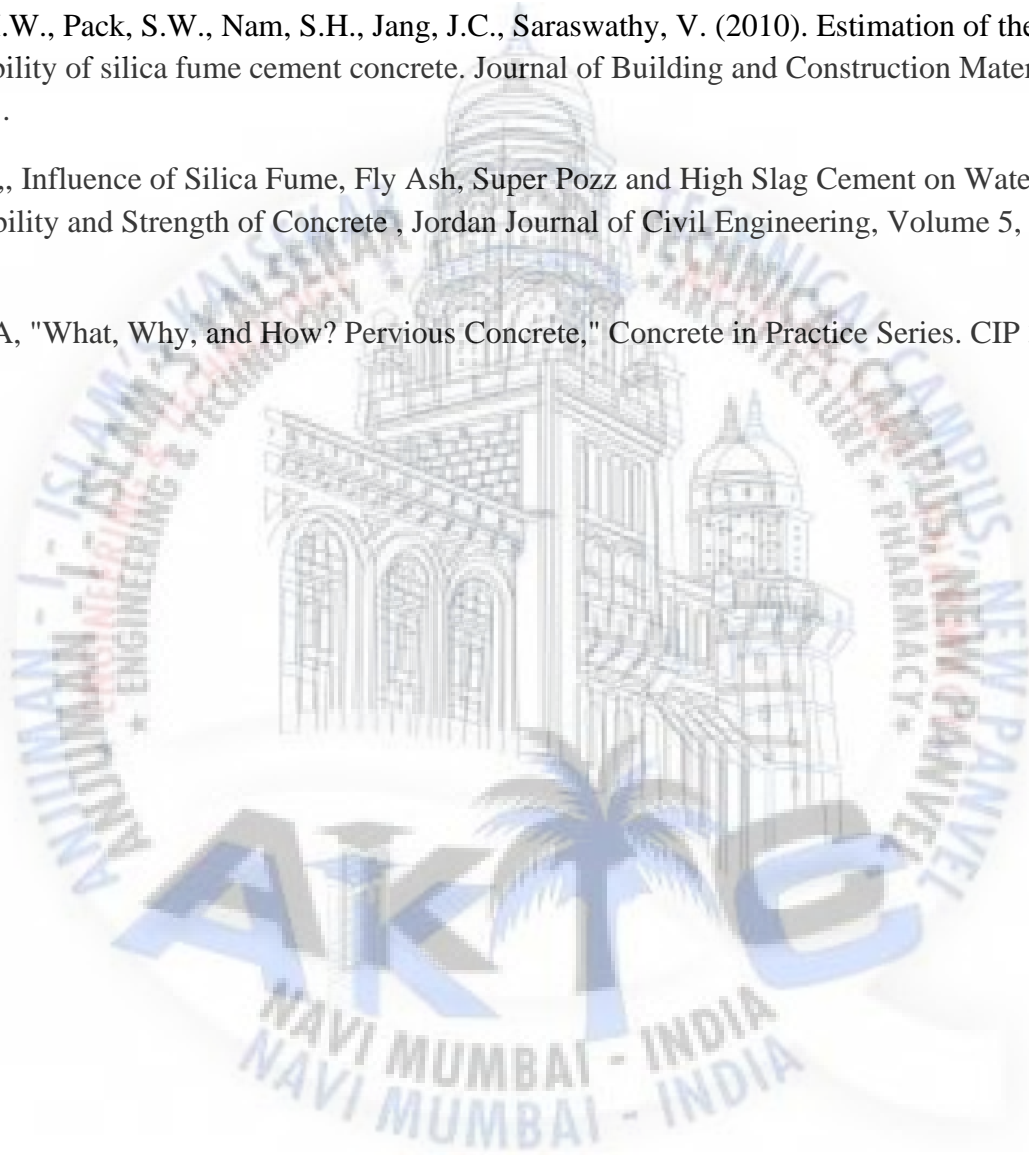 .W., Pack, S.W., Nam, S.H., Jang, J.C., Saraswathy, V. (2010). Estimation of the
bility of silica fume cement concrete. Journal of Building and Construction Mater
.
,, Influence of Silica Fume, Fly Ash, Super Pozz and High Slag Cement on Wate
bility and Strength of Concrete , Jordan Journal of Civil Engineering, Volume 5,
A, "What, Why, and How? Pervious Concrete," Concrete in Practice Series. CIP
ANJUMAN - I - ISLAM'S KALSEKAR TECHNICAL CAMPUS, NEW PANVEL
★ ENGINEERING & TECHNOLOGY ★ ARCHITECTURE ★ PHARMACY ★
AKTC
NAVI MUMBAI - INDIA
NAVI MUMBAI - INDIA